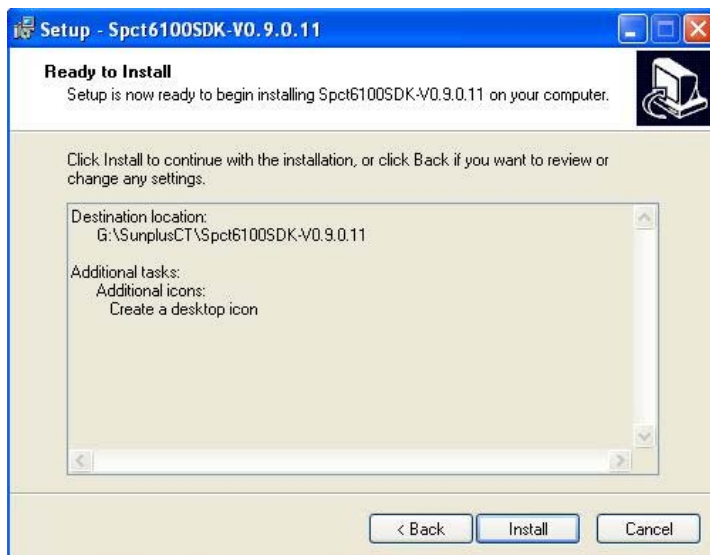 Setup - Spct6100SDK-V0.9.0.11
Ready to Install
Setup is now ready to begin installing Spct6100SDK-V0.9.0.11 on your computer.
Click Install to continue with the installation, or click Back if you want to review or
change any settings.
Destination location:
G:\SunplusCT\Spct6100SDK-V0.9.0.11
Additional tasks:
Additional icons:
Create a desktop icon
< Back
Install
Cancel